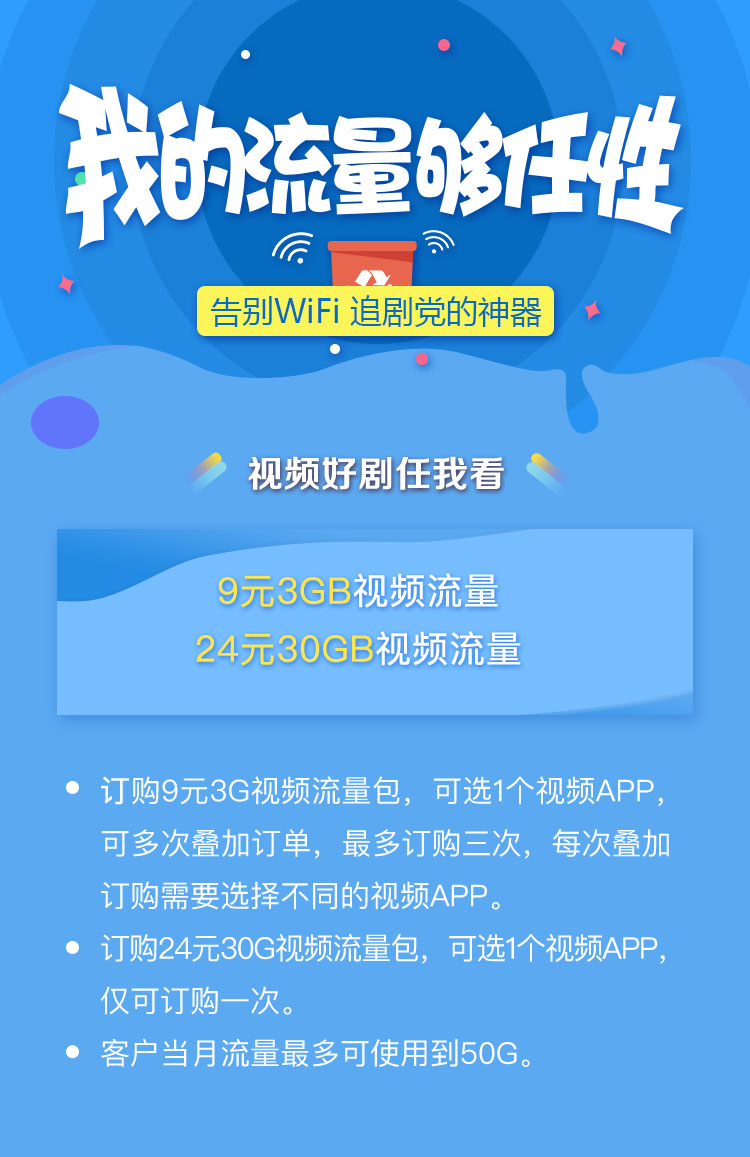 我的流量够任性
告别WiFi 追剧党的神器
视频好剧任我看
9元3GB视频流量
24元30GB视频流量
订购9元3G视频流量包，可选1个视频APP，
可多次叠加订单，最多订购三次，每次叠加
订购需要选择不同的视频APP。
订购24元30G视频流量包，可选1个视频APP，
仅可订购一次。
客户当月流量最多可使用到50G。